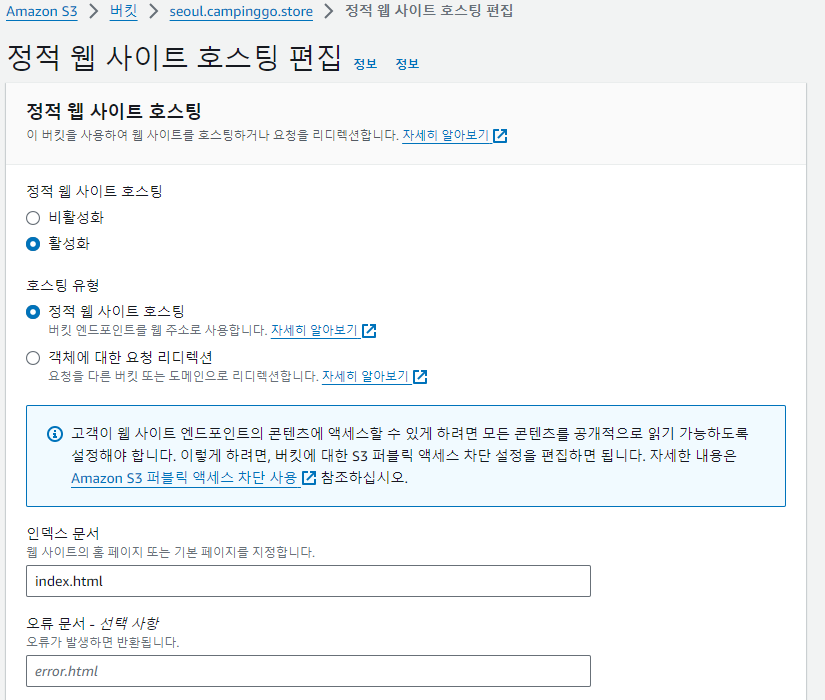 Amazon S3 > 버킷 > seoul.campinggo.store > 정적 웹 사이트 호스팅 편집
정적 웹 사이트 호스팅 편집 정보 정보
정적 웹 사이트 호스팅
이 버킷을 사용하여 웹 사이트를 호스팅하거나 요청을 리디렉션합니다. 자세히 알아보기
정적 웹 사이트 호스팅
비활성화
활성화
호스팅 유형
정적 웹 사이트 호스팅
버킷 엔드포인트를 웹 주소로 사용합니다. 자세히 알아보기
객체에 대한 요청 리디렉션
요청을 다른 버킷 또는 도메인으로 리디렉션합니다. 자세히 알아보기
고객이 웹 사이트 엔드포인트의 콘텐츠에 액세스할 수 있게 하려면 모든 콘텐츠를 공개적으로 읽기 가능하도록
설정해야 합니다. 이렇게 하려면, 버킷에 대한 S3 퍼블릭 액세스 차단 설정을 편집하면 됩니다. 자세한 내용은
Amazon S3 퍼블릭 액세스 차단 사용 참조하십시오.
인덱스 문서
웹 사이트의 홈 페이지 또는 기본 페이지를 지정합니다.
index.html
오류 문서 - 선택 사항
오류가 발생하면 반환됩니다.
error.html